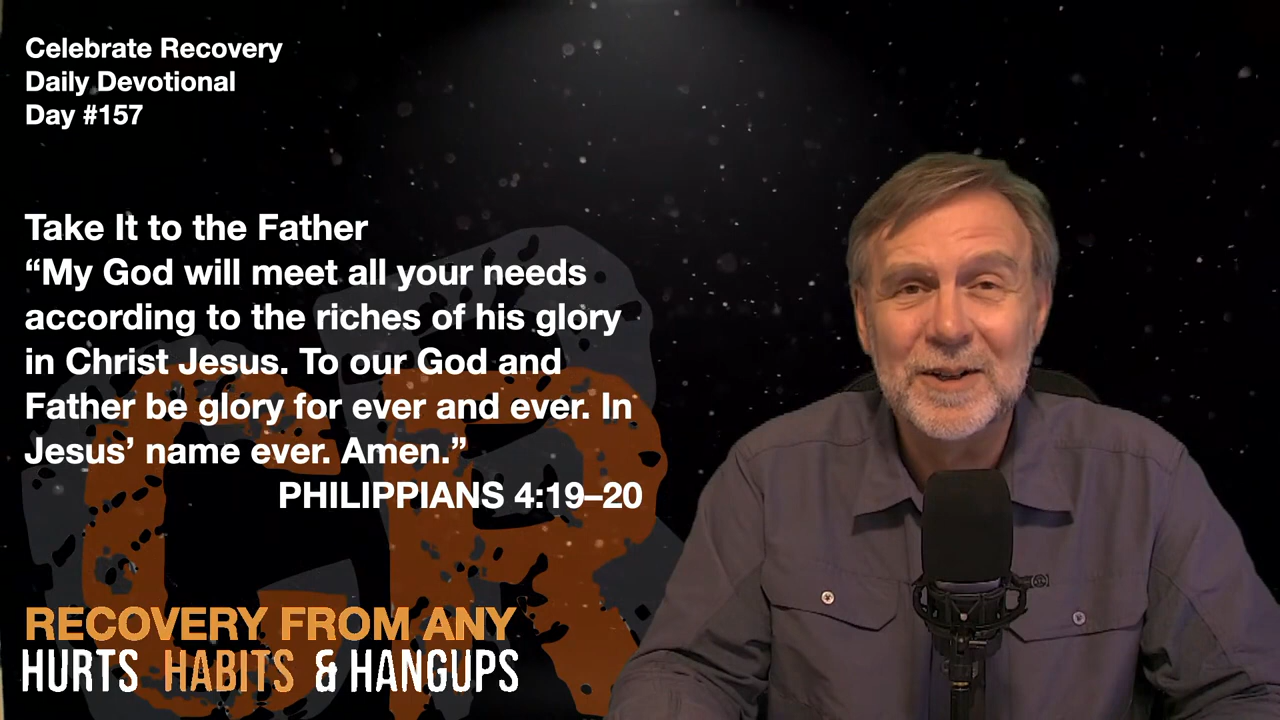 Celebrate Recovery
Daily Devotional
Day #157
Take It to the Father
“My God will meet all your needs
according to the riches of his glory
in Christ Jesus. To our God and
Father be glory for ever and ever. In
Jesus’ name ever. Amen.”
PHILIPPIANS 4:19–20
CR
RECOVERY FROM ANY
HURTS HABITS & HANGUPS